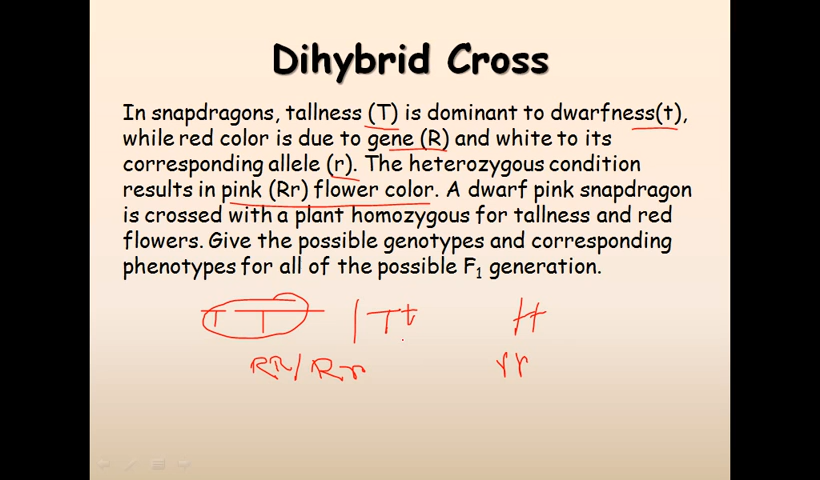 Dihybrid Cross
In snapdragons, tallness (T) is dominant to dwarfness(t),
while red color is due to gene (R) and white to its
corresponding allele (r). The heterozygous condition
results in pink (Rr) flower color. A dwarf pink snapdragon
is crossed with a plant homozygous for tallness and red
flowers. Give the possible genotypes and corresponding
phenotypes for all of the possible F₁ generation.
TT / Tt tt
RR/Rr rr